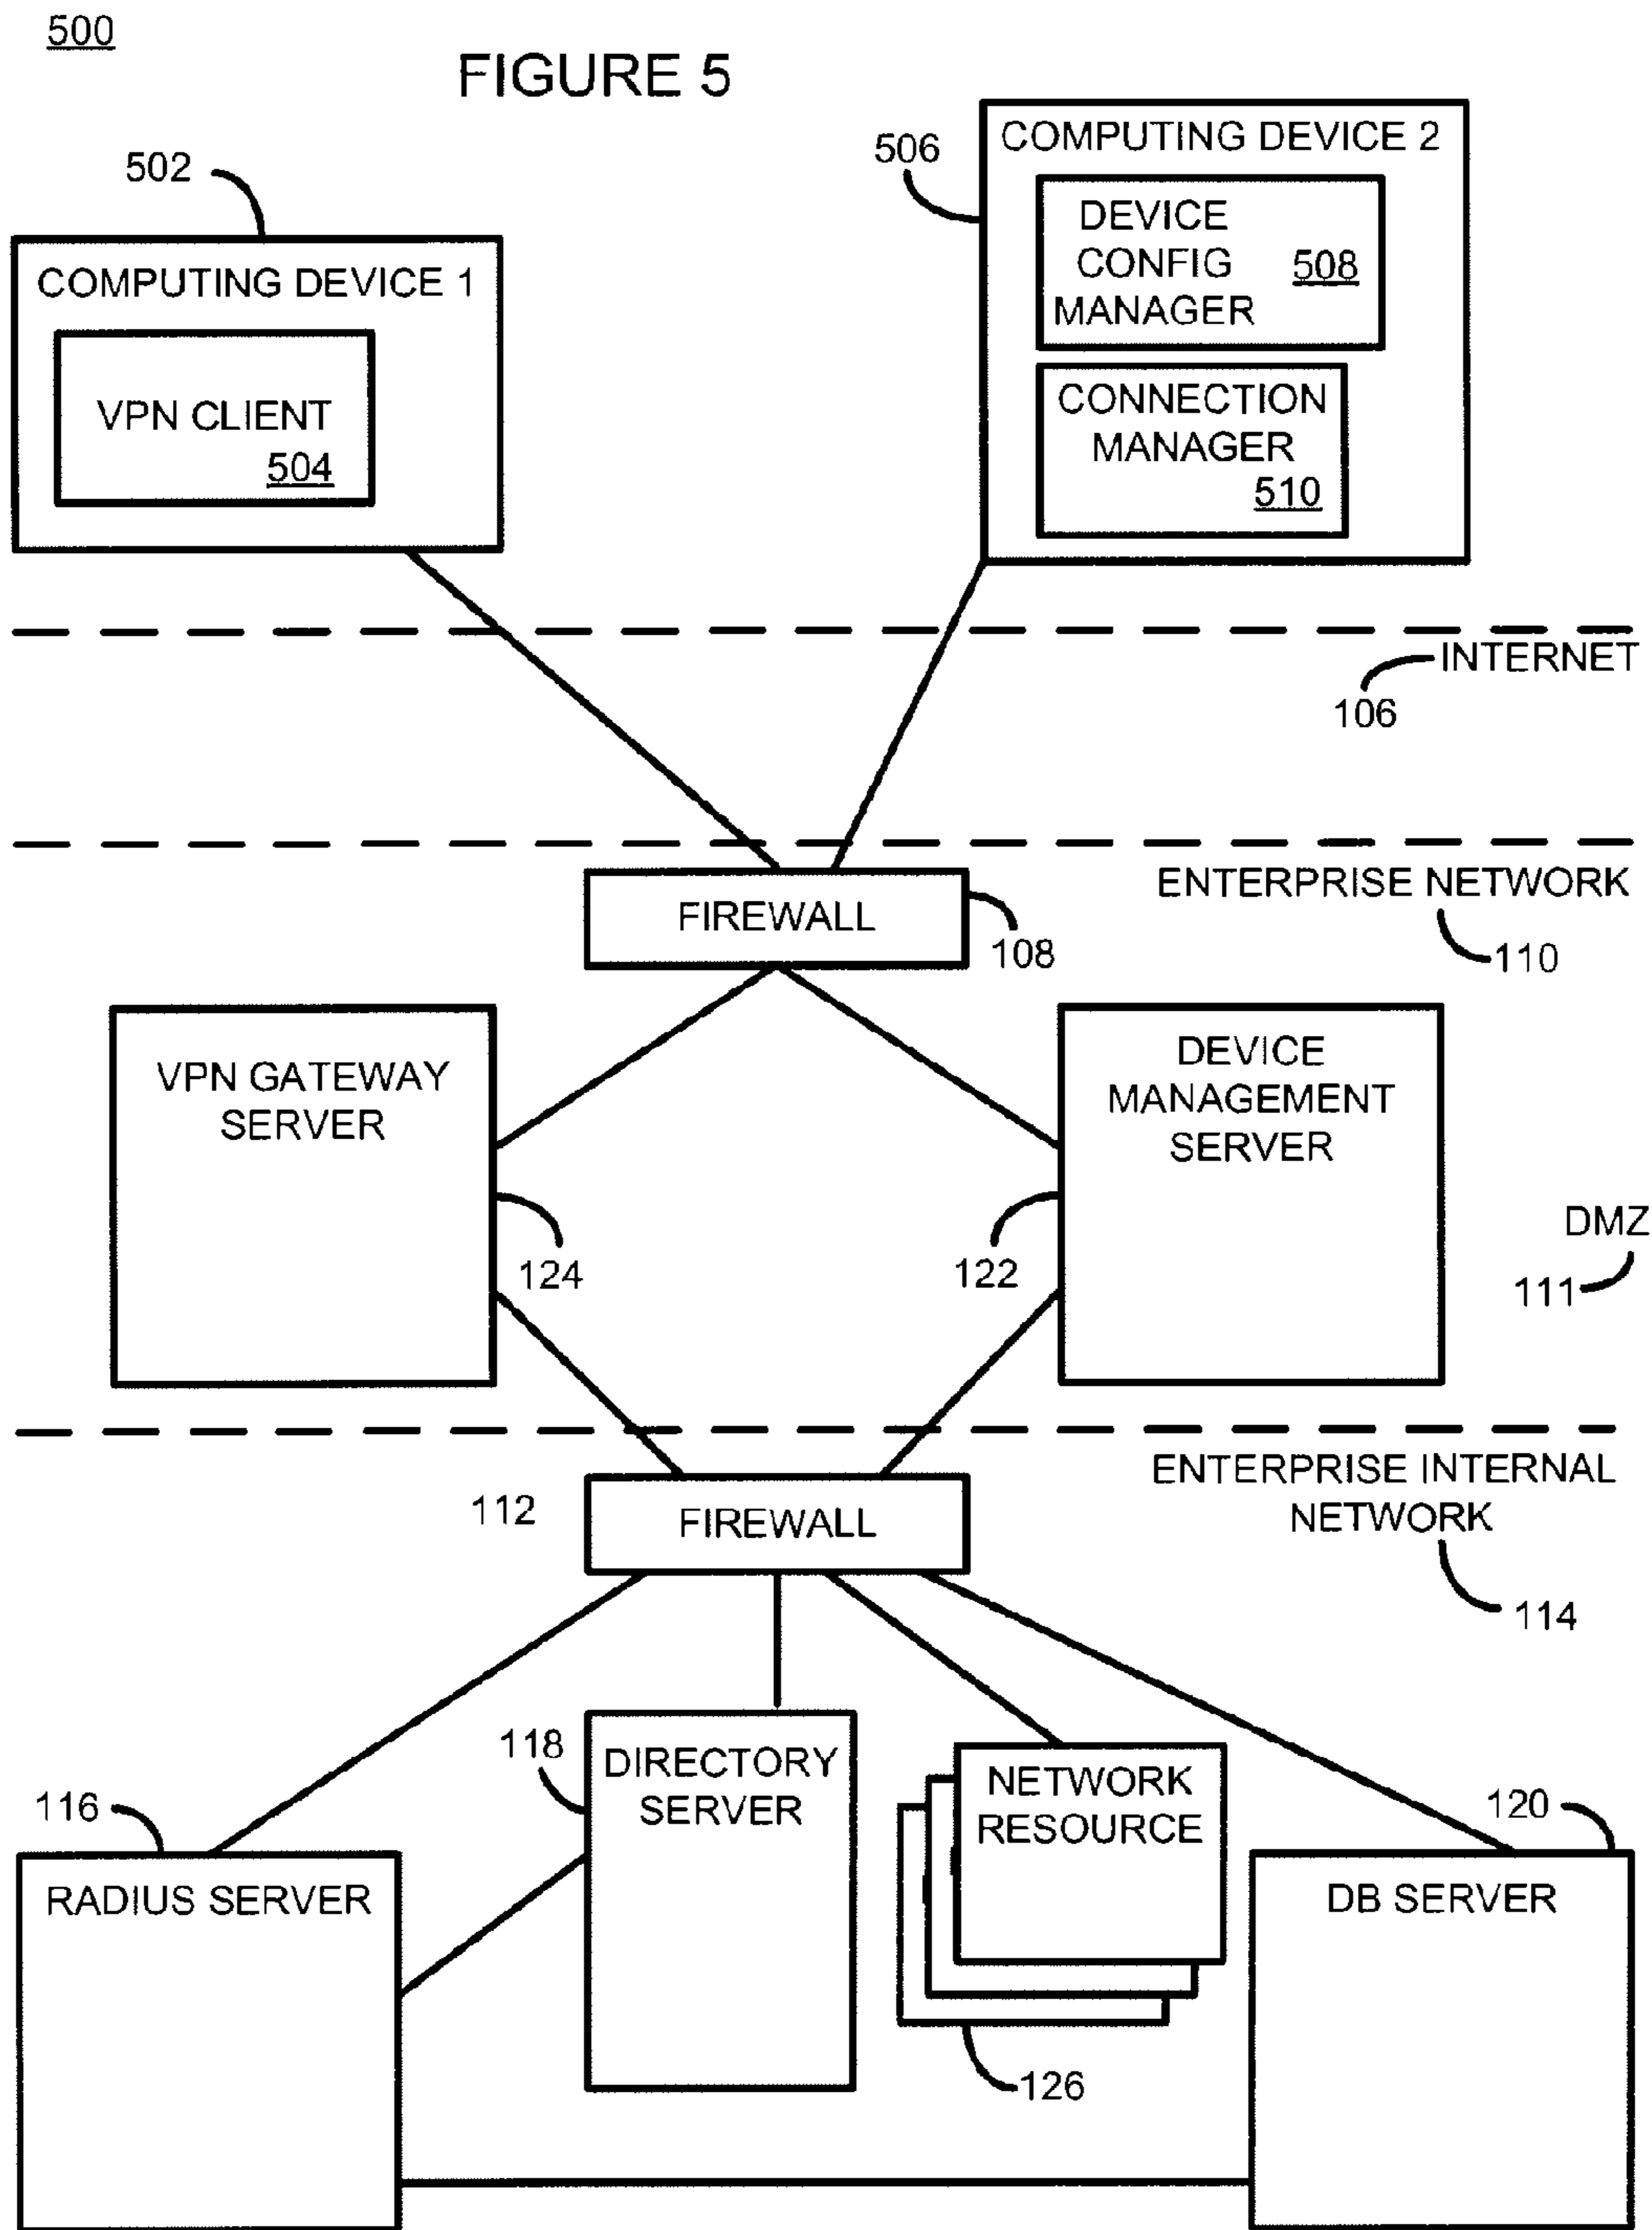 500
FIGURE 5
502
COMPUTING DEVICE 1
VPN CLIENT
504
506
COMPUTING DEVICE 2
DEVICE
CONFIG
MANAGER
508
CONNECTION
MANAGER
510
INTERNET
106
FIREWALL
108
ENTERPRISE NETWORK
110
VPN GATEWAY
SERVER
124
DEVICE
MANAGEMENT
SERVER
122
DMZ
111
112
FIREWALL
ENTERPRISE INTERNAL
NETWORK
114
116
RADIUS SERVER
118
DIRECTORY
SERVER
NETWORK
RESOURCE
126
120
DB SERVER